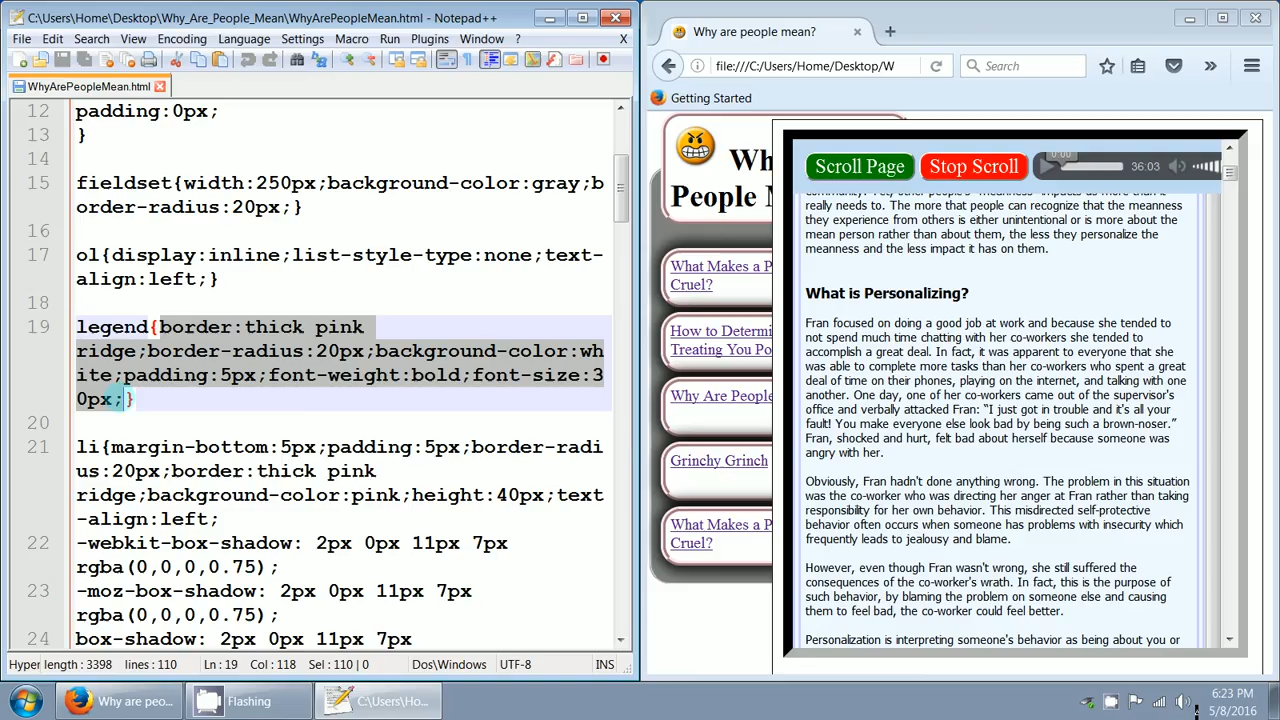 C:\Users\Home\Desktop\Why_Are_People_Mean\WhyArePeopleMean.html - Notepad++
File Edit Search View Encoding Language Settings Macro Run Plugins Window ? X
WhyArePeopleMean.html
12 padding:0px;
13 }
14
15 fieldset{width:250px;background-color:gray;b
order-radius:20px;}
16
17 ol{display:inline;list-style-type:none;text-
align:left;}
18
19 legend{border:thick pink
ridge;border-radius:20px;background-color:wh
ite;padding:5px;font-weight:bold;font-size:3
0px;}
20
21 li{margin-bottom:5px;padding:5px;border-radi
us:20px;border:thick pink
ridge;background-color:pink;height:40px;text
-align:left;
22 -webkit-box-shadow: 2px 0px 11px 7px
rgba(0,0,0,0.75);
23 -moz-box-shadow: 2px 0px 11px 7px
rgba(0,0,0,0.75);
24 box-shadow: 2px 0px 11px 7px
Hyper length : 3398 lines : 110 Ln : 19 Col : 118 Sel : 110 | 0 Dos\Windows UTF-8 INS
Why are people mean?
file:///C:/Users/Home/Desktop/W
Search
Getting Started
Wh
People M
What Makes a P
Cruel?
How to Determi
Treating You Po
Why Are People
Grinchy Grinch
What Makes a P
Cruel?
Scroll Page Stop Scroll 0:00 36:03
really needs to. The more that people can recognize that the meanness
they experience from others is either unintentional or is more about the
mean person rather than about them, the less they personalize the
meanness and the less impact it has on them.
What is Personalizing?
Fran focused on doing a good job at work and because she tended to
not spend much time chatting with her co-workers she tended to
accomplish a great deal. In fact, it was apparent to everyone that she
was able to complete more tasks than her co-workers who spent a great
deal of time on their phones, playing on the internet, and talking with one
another. One day, one of her co-workers came out of the supervisor's
office and verbally attacked Fran: “I just got in trouble and it's all your
fault! You make everyone else look bad by being such a brown-noser.”
Fran, shocked and hurt, felt bad about herself because someone was
angry with her.
Obviously, Fran hadn't done anything wrong. The problem in this situation
was the co-worker who was directing her anger at Fran rather than taking
responsibility for her own behavior. This misdirected self-protective
behavior often occurs when someone has problems with insecurity which
frequently leads to jealousy and blame.
However, even though Fran wasn't wrong, she still suffered the
consequences of the co-worker's wrath. In fact, this is the purpose of
such behavior, by blaming the problem on someone else and causing
them to feel bad, the co-worker could feel better.
Personalization is interpreting someone's behavior as being about you or
Why are peo...
Flashing
C:\Users\Ho...
6:23 PM
5/8/2016